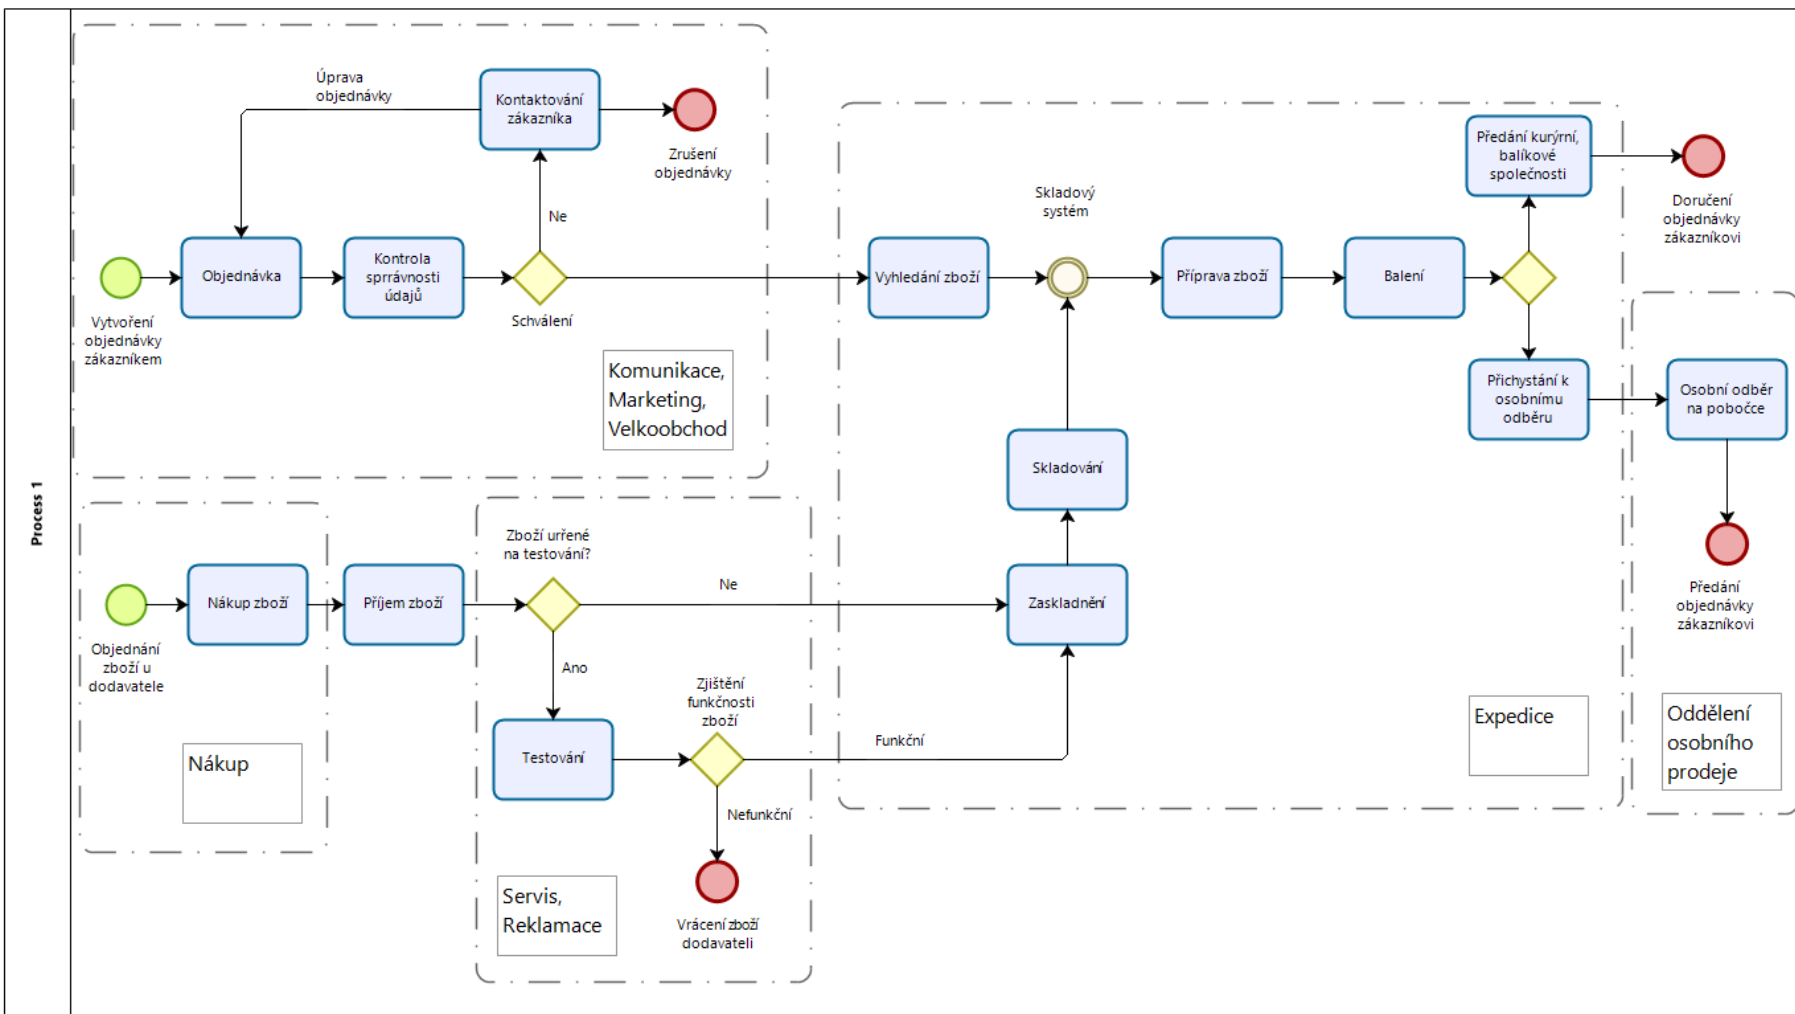 Process 1
Úprava
objednávky
Kontaktování
zákazníka
Zrušení
objednávky
Ne
Objednávka
Kontrola
sprrávnosti
údajů
Schválení
Vytvoření
objednávky
zákazníkem
Komunikace,
Marketing,
Velkoobchod
Vyhledání zboží
Skladový
systém
Příprava zboží
Balení
Předání kurýrní,
balíkové
společnosti
Doručení
objednávky
zákazníkovi
Přichystání k
osobnímu
odběru
Osobní odběr
na pobočce
Předání
objednávky
zákazníkovi
Skladování
Zaskladnění
Expedice
Oddělení
osobního
prodeje
Objednání
zboží u
dodavatele
Nákup zboží
Příjem zboží
Nákup
Zboží urřené
na testování?
Ne
Ano
Testování
Zjištění
funkčnosti
zboží
Funkční
Nefunkční
Vrácení zboží
dodavateli
Servis,
Reklamace